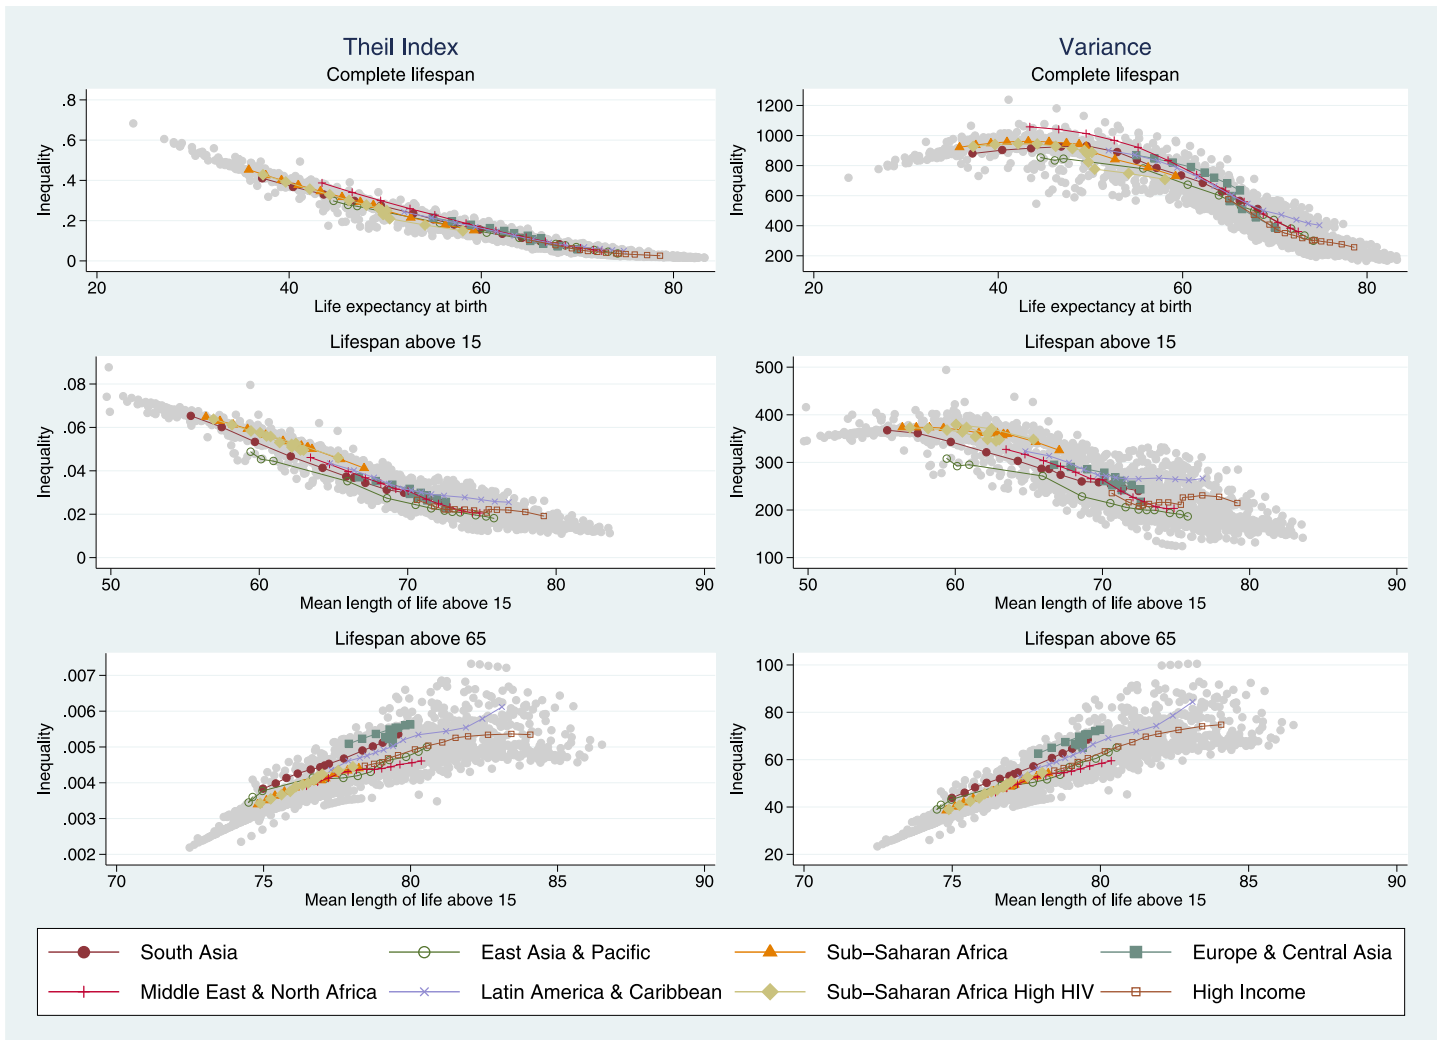 Theil Index
Variance
Complete lifespan
Complete lifespan
Inequality
.8
.6
.4
.2
0
20 40 60 80
Life expectancy at birth
Inequality
1200
1000
800
600
400
200
20 40 60 80
Life expectancy at birth
Lifespan above 15
Lifespan above 15
Inequality
.08
.06
.04
.02
0
50 60 70 80 90
Mean length of life above 15
Inequality
500
400
300
200
100
50 60 70 80 90
Mean length of life above 15
Lifespan above 65
Lifespan above 65
Inequality
.007
.006
.005
.004
.003
.002
70 75 80 85 90
Mean length of life above 15
Inequality
100
80
60
40
20
70 75 80 85 90
Mean length of life above 15
South Asia East Asia & Pacific Sub−Saharan Africa Europe & Central Asia
Middle East & North Africa Latin America & Caribbean Sub−Saharan Africa High HIV High Income